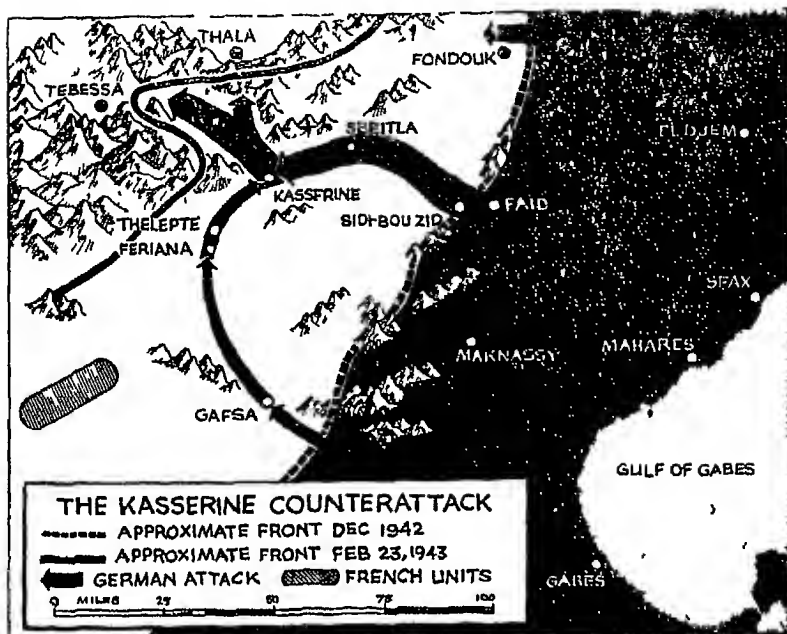 THALA
FONDOUK
TEBESSA
SBEITLA
EL DJEM
KASSERINE
SIDI-BOU ZID
FAID
THELEPTE
FERIANA
SFAX
MAKNASSY
MAHARES
GAFSA
GULF OF GABES
GABES
THE KASSERINE COUNTERATTACK
APPROXIMATE FRONT DEC 1942
APPROXIMATE FRONT FEB 23, 1943
GERMAN ATTACK
FRENCH UNITS
0 MILES 25 50 75 100